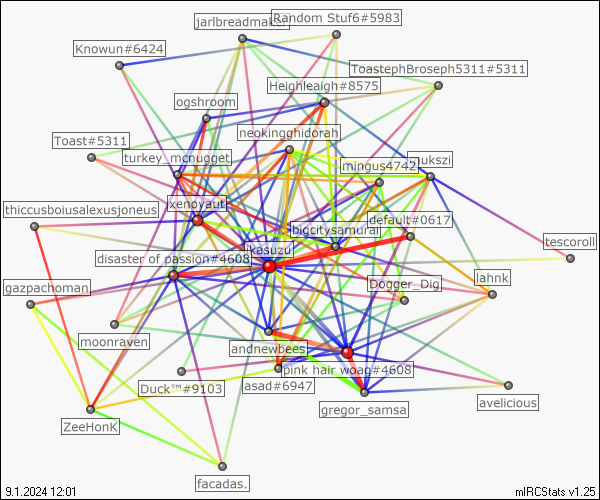 jarlbreadmaker
Random Stuf6#5983
Knowun#6424
ToastephBroseph5311#5311
Heighleaigh#8575
ogshroom
neokingghidorah
Toast#5311
turkey_mcnugget
mingus4742
xenoyaut
thiccusboiusalexusjoneus
default#0617
bigcitysamurai
ikasuzu
disaster of passion#4608
tescoroll
gazpachoman
Dogger_Dig
lahnk
moonraven
andnewbees
pink hair woag#4608
Duck™#9103
asad#6947
avelicious
gregor_samsa
ZeeHonK
facadas.
9.1.2024 12:01
mIRCStats v1.25